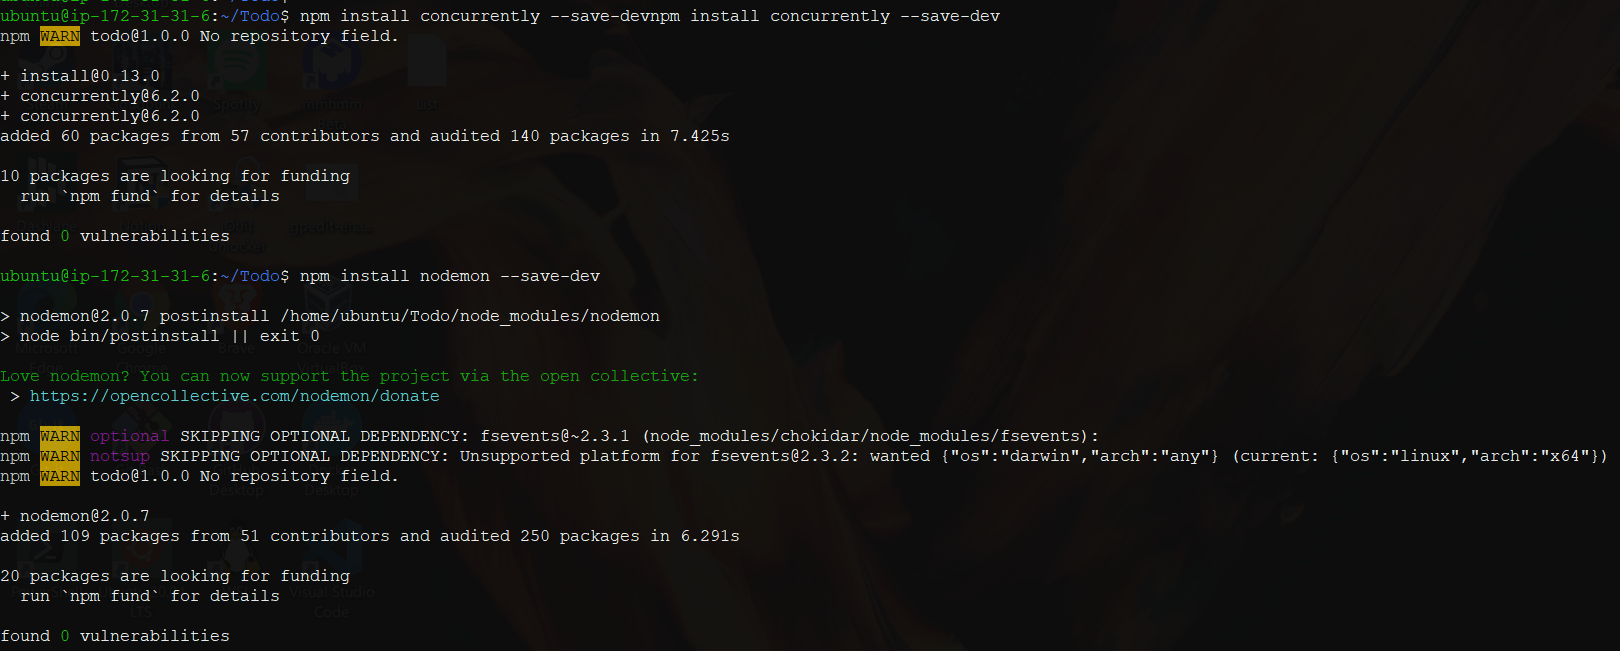 ubuntu@ip-172-31-31-6:~/Todo$ npm install concurrently --save-devnpm install concurrently --save-dev
npm WARN todo@1.0.0 No repository field.
+ install@0.13.0
+ concurrently@6.2.0
+ concurrently@6.2.0
added 60 packages from 57 contributors and audited 140 packages in 7.425s
10 packages are looking for funding
run `npm fund` for details
found 0 vulnerabilities
ubuntu@ip-172-31-31-6:~/Todo$ npm install nodemon --save-dev
> nodemon@2.0.7 postinstall /home/ubuntu/Todo/node_modules/nodemon
> node bin/postinstall || exit 0
Love nodemon? You can now support the project via the open collective:
> https://opencollective.com/nodemon/donate
npm WARN optional SKIPPING OPTIONAL DEPENDENCY: fsevents@~2.3.1 (node_modules/chokidar/node_modules/fsevents):
npm WARN notsup SKIPPING OPTIONAL DEPENDENCY: Unsupported platform for fsevents@2.3.2: wanted {"os":"darwin","arch":"any"} (current: {"os":"linux","arch":"x64"})
npm WARN todo@1.0.0 No repository field.
+ nodemon@2.0.7
added 109 packages from 51 contributors and audited 250 packages in 6.291s
20 packages are looking for funding
run `npm fund` for details
found 0 vulnerabilities